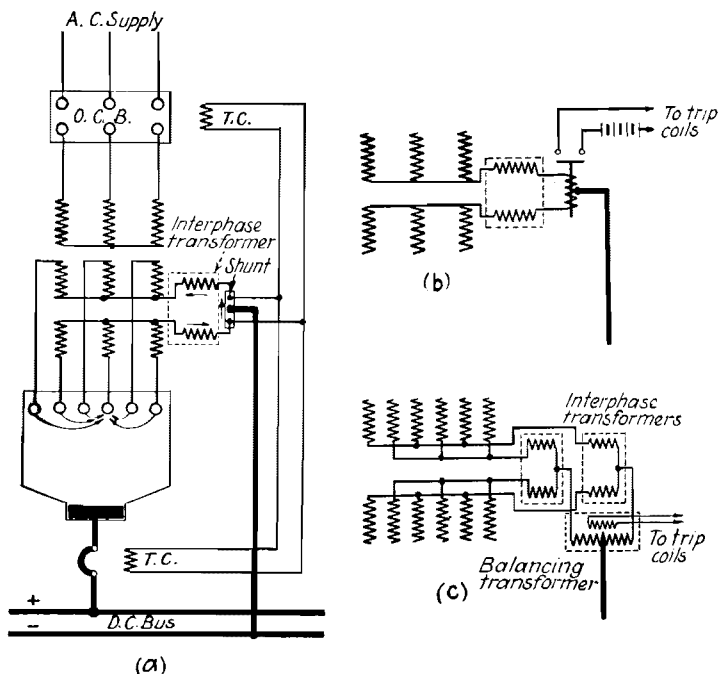 A. C. Supply
O. C. B.
T.C.
Interphase
transformer
Shunt
T.C.
+
−
D.C. Bus
(a)
To trip
coils
(b)
Interphase
transformers
To trip
coils
Balancing
transformer
(c)